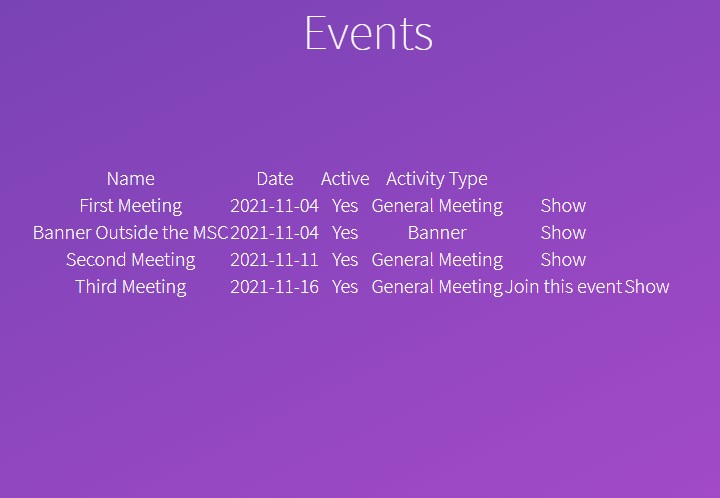 Events
Name Date Active Activity Type
First Meeting 2021-11-04 Yes General Meeting Show
Banner Outside the MSC 2021-11-04 Yes Banner Show
Second Meeting 2021-11-11 Yes General Meeting Show
Third Meeting 2021-11-16 Yes General Meeting Join this event Show